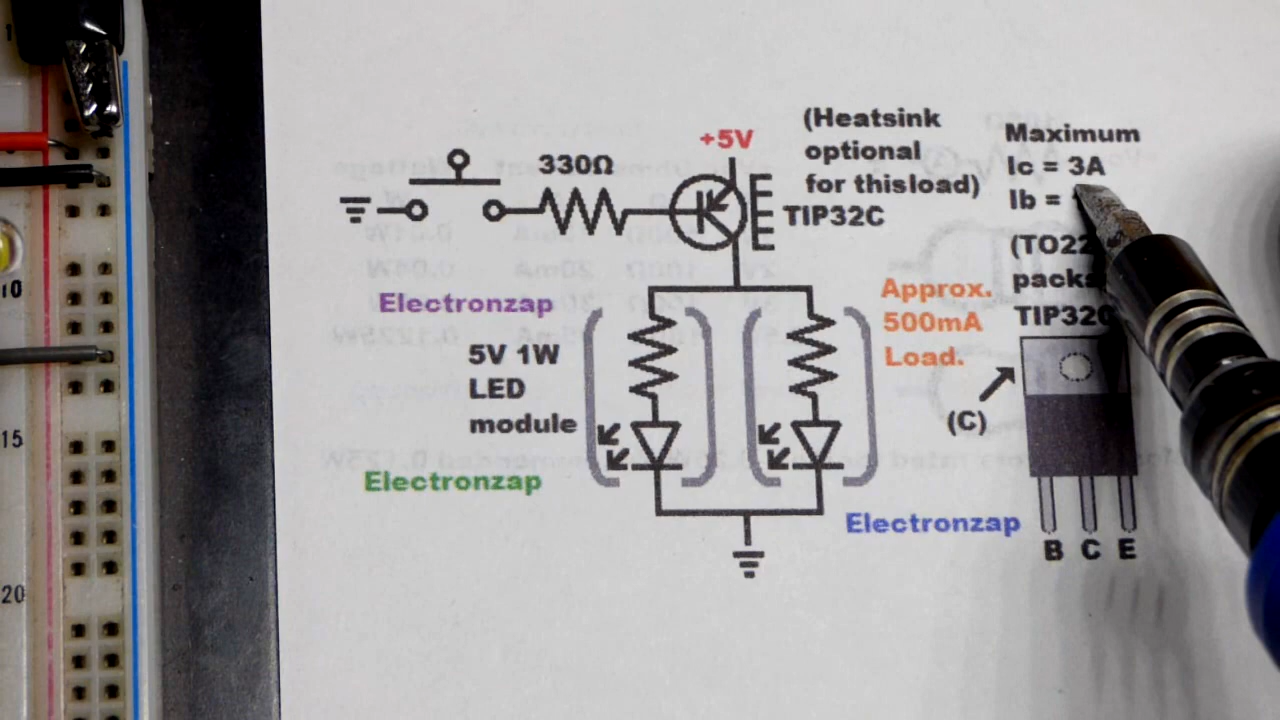 (Heatsink
optional
for thisload)
TIP32C
+5V
330Ω
Maximum
Ic = 3A
Ib =
(TO22
packa
TIP32C
Electronzap
5V 1W
LED
module
Approx.
500mA
Load.
(C)
Electronzap
Electronzap
B C E
10
15
20